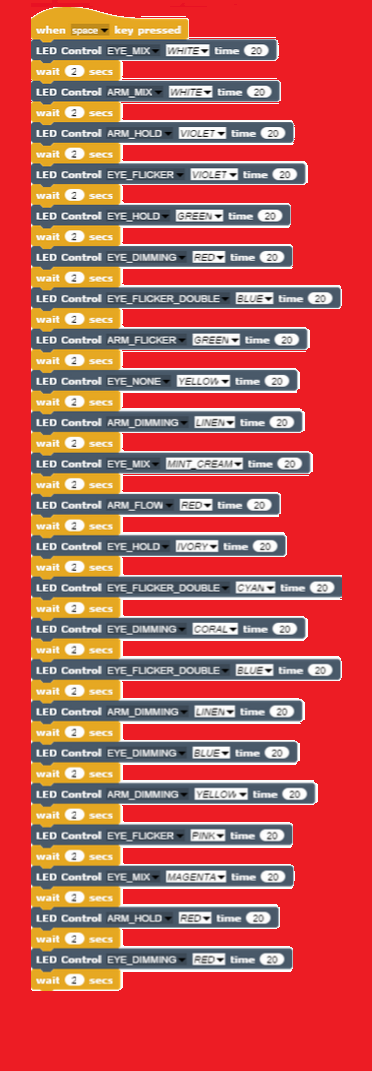 when space key pressed
LED Control EYE_MIX WHITE time 20
wait 2 secs
LED Control ARM_MIX WHITE time 20
wait 2 secs
LED Control ARM_HOLD VIOLET time 20
wait 2 secs
LED Control EYE_FLICKER VIOLET time 20
wait 2 secs
LED Control EYE_HOLD GREEN time 20
wait 2 secs
LED Control EYE_DIMMING RED time 20
wait 2 secs
LED Control EYE_FLICKER_DOUBLE BLUE time 20
wait 2 secs
LED Control ARM_FLICKER GREEN time 20
wait 2 secs
LED Control EYE_NONE YELLOW time 20
wait 2 secs
LED Control ARM_DIMMING LINEN time 20
wait 2 secs
LED Control EYE_MIX MINT_CREAM time 20
wait 2 secs
LED Control ARM_FLOW RED time 20
wait 2 secs
LED Control EYE_HOLD IVORY time 20
wait 2 secs
LED Control EYE_FLICKER_DOUBLE CYAN time 20
wait 2 secs
LED Control EYE_DIMMING CORAL time 20
wait 2 secs
LED Control EYE_FLICKER_DOUBLE BLUE time 20
wait 2 secs
LED Control ARM_DIMMING LINEN time 20
wait 2 secs
LED Control EYE_DIMMING BLUE time 20
wait 2 secs
LED Control ARM_DIMMING YELLOW time 20
wait 2 secs
LED Control EYE_FLICKER PINK time 20
wait 2 secs
LED Control EYE_MIX MAGENTA time 20
wait 2 secs
LED Control ARM_HOLD RED time 20
wait 2 secs
LED Control EYE_DIMMING RED time 20
wait 2 secs